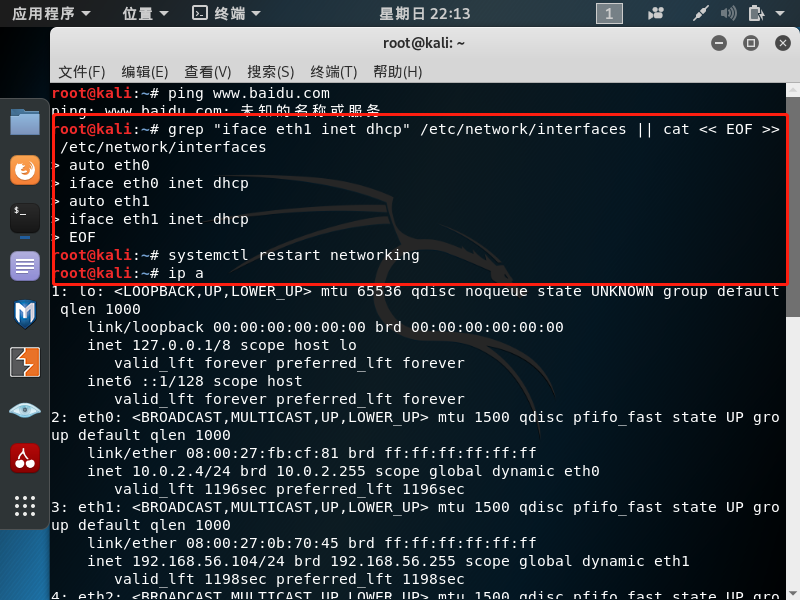 应用程序 位置 终端 星期日 22:13 1
root@kali: ~
文件(F) 编辑(E) 查看(V) 搜索(S) 终端(T) 帮助(H)
root@kali:~# ping www.baidu.com
ping: www.baidu.com: 未知的名称或服务
root@kali:~# grep "iface eth1 inet dhcp" /etc/network/interfaces || cat << EOF >>
/etc/network/interfaces
> auto eth0
> iface eth0 inet dhcp
> auto eth1
> iface eth1 inet dhcp
> EOF
root@kali:~# systemctl restart networking
root@kali:~# ip a
1: lo: <LOOPBACK,UP,LOWER_UP> mtu 65536 qdisc noqueue state UNKNOWN group default
qlen 1000
link/loopback 00:00:00:00:00:00 brd 00:00:00:00:00:00
inet 127.0.0.1/8 scope host lo
valid_lft forever preferred_lft forever
inet6 ::1/128 scope host
valid_lft forever preferred_lft forever
2: eth0: <BROADCAST,MULTICAST,UP,LOWER_UP> mtu 1500 qdisc pfifo_fast state UP gro
up default qlen 1000
link/ether 08:00:27:fb:cf:81 brd ff:ff:ff:ff:ff:ff
inet 10.0.2.4/24 brd 10.0.2.255 scope global dynamic eth0
valid_lft 1196sec preferred_lft 1196sec
3: eth1: <BROADCAST,MULTICAST,UP,LOWER_UP> mtu 1500 qdisc pfifo_fast state UP gro
up default qlen 1000
link/ether 08:00:27:0b:70:45 brd ff:ff:ff:ff:ff:ff
inet 192.168.56.104/24 brd 192.168.56.255 scope global dynamic eth1
valid_lft 1198sec preferred_lft 1198sec
4: eth2: <BROADCAST,MULTICAST,UP,LOWER_UP> mtu 1500 qdisc pfifo_fast state UP gro